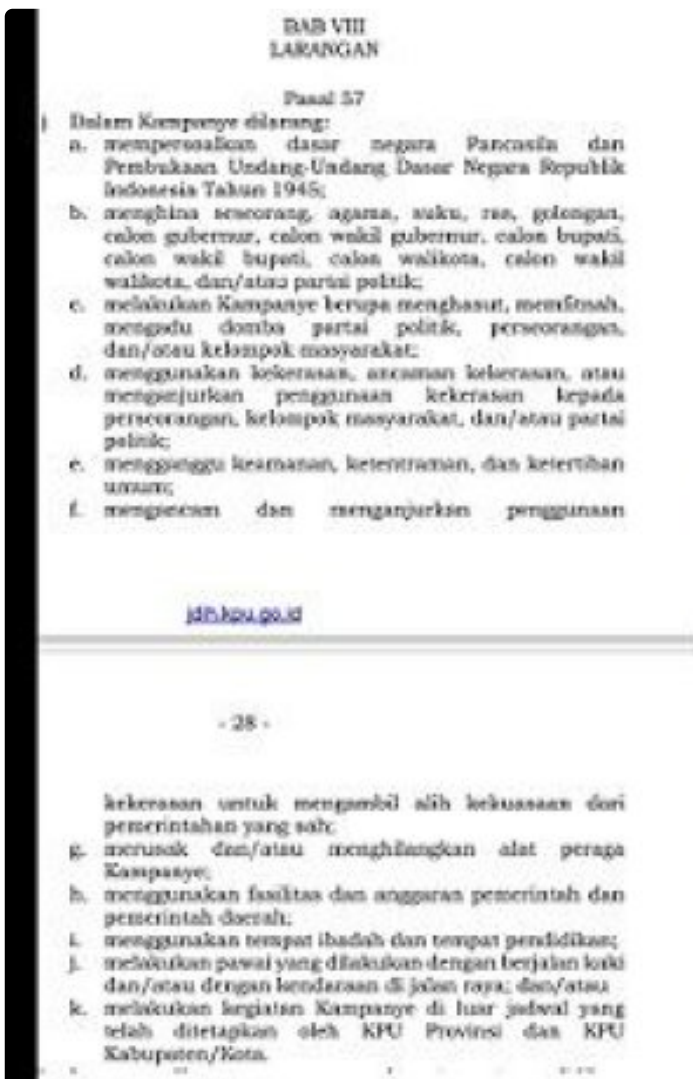 BAB VIII
LARANGAN
Pasal 57
) Dalam Kampanye dilarang:
a. mempersoalkan dasar negara Pancasila dan
Pembukaan Undang-Undang Dasar Negara Republik
Indonesia Tahun 1945;
b. menghina seseorang, agama, suku, ras, golongan,
calon gubernur, calon wakil gubernur, calon bupati,
calon wakil bupati, calon walikota, calon wakil
walikota, dan/atau partai politik;
c. melakukan Kampanye berupa menghasut, memfitnah,
mengadu domba partai politik, perseorangan,
dan/atau kelompok masyarakat;
d. menggunakan kekerasan, ancaman kekerasan, atau
menganjurkan penggunaan kekerasan kepada
perseorangan, kelompok masyarakat, dan/atau partai
politik;
e. mengganggu keamanan, ketentraman, dan ketertiban
umum;
f. mengancam dan menganjurkan penggunaan
jdih.kpu.go.id
- 28 -
kekerasan untuk mengambil alih kekuasaan dari
pemerintahan yang sah;
g. merusak dan/atau menghilangkan alat peraga
Kampanye;
h. menggunakan fasilitas dan anggaran pemerintah dan
pemerintah daerah;
i. menggunakan tempat ibadah dan tempat pendidikan;
j. melakukan pawai yang dilakukan dengan berjalan kaki
dan/atau dengan kendaraan di jalan raya; dan/atau
k. melakukan kegiatan Kampanye di luar jadwal yang
telah ditetapkan oleh KPU Provinsi dan KPU
Kabupaten/Kota.